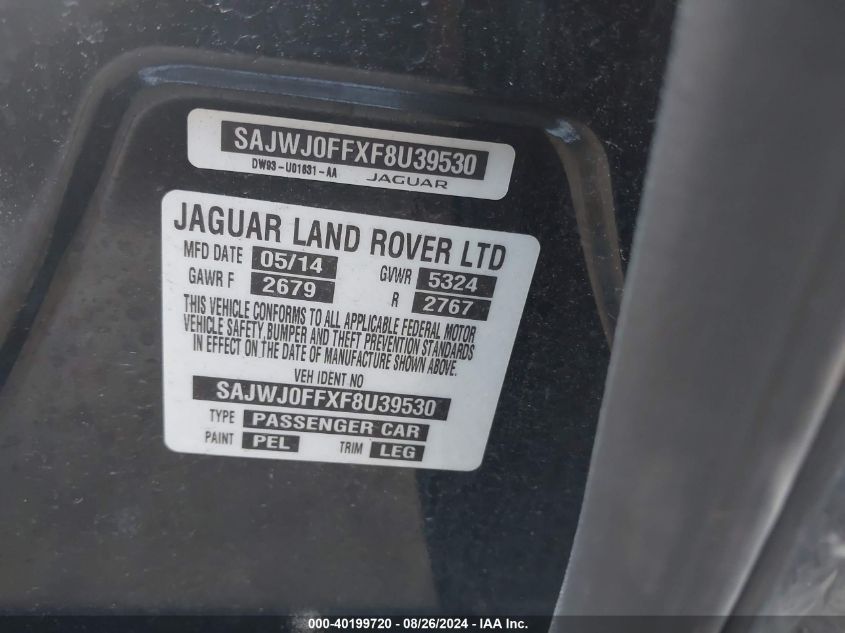 SAJWJ0FFXF8U39530
DW93-U01631-AA JAGUAR
JAGUAR LAND ROVER LTD
MFD DATE 05/14 GVWR 5324
GAWR F 2679 R 2767
THIS VEHICLE CONFORMS TO ALL APPLICABLE FEDERAL MOTOR
VEHICLE SAFETY,BUMPER AND THEFT PREVENTION STANDARDS
IN EFFECT ON THE DATE OF MANUFACTURE SHOWN ABOVE.
VEH IDENT NO
SAJWJ0FFXF8U39530
TYPE PASSENGER CAR
PAINT PEL TRIM LEG
000-40199720 - 08/26/2024 - IAA Inc.